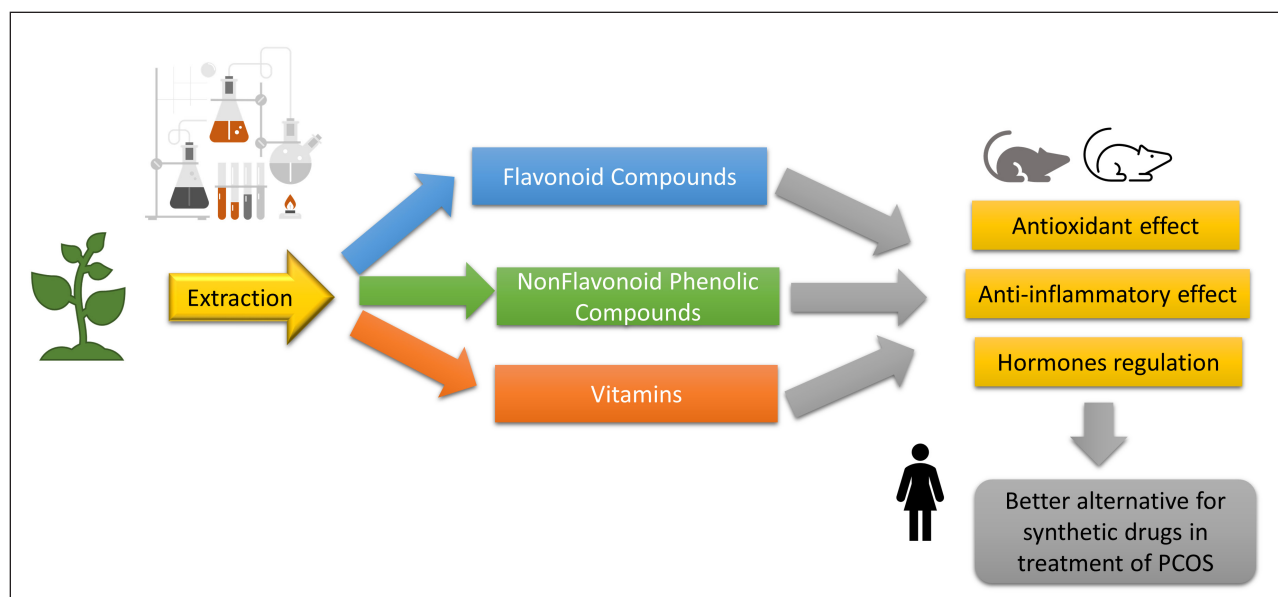 Extraction
Flavonoid Compounds
NonFlavonoid Phenolic
Compounds
Vitamins
Antioxidant effect
Anti-inflammatory effect
Hormones regulation
Better alternative for
synthetic drugs in
treatment of PCOS